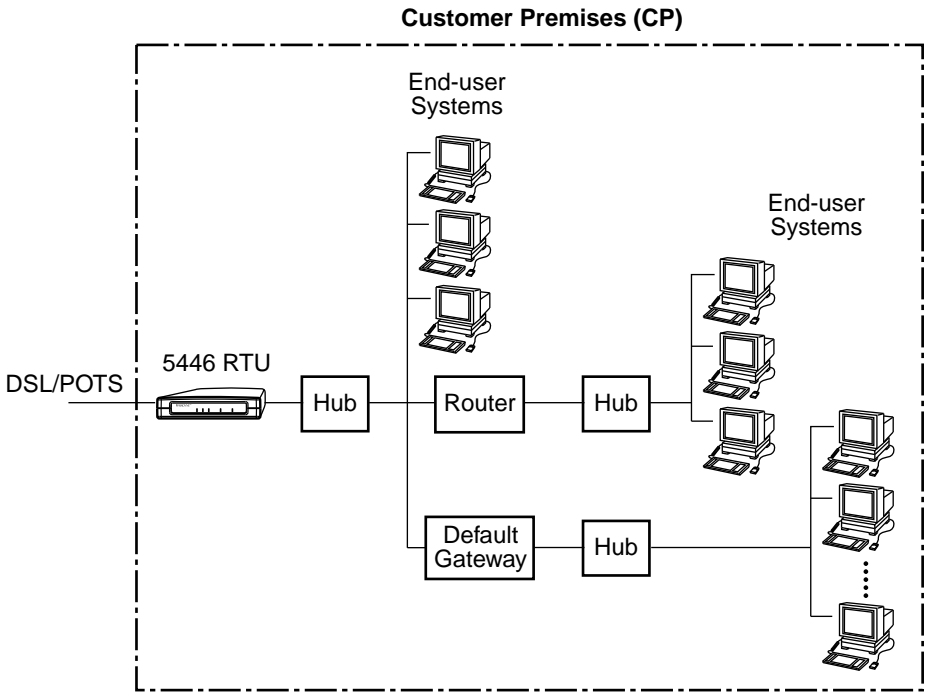 Customer Premises (CP)
End-user
Systems
End-user
Systems
5446 RTU
DSL/POTS
Hub
Router
Hub
Default
Gateway
Hub